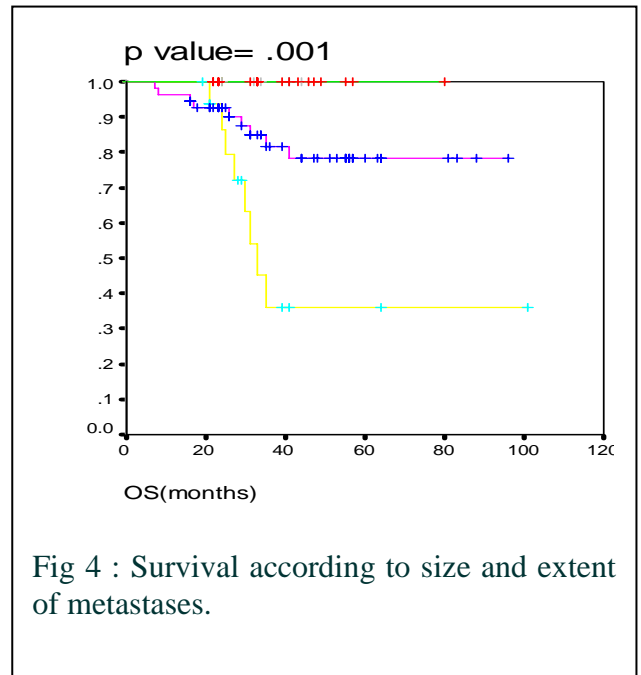 p value= .001
1.0
.9
.8
.7
.6
.5
.4
.3
.2
.1
0.0
0 20 40 60 80 100 120
OS(months)
Fig 4 : Survival according to size and extent
of metastases.